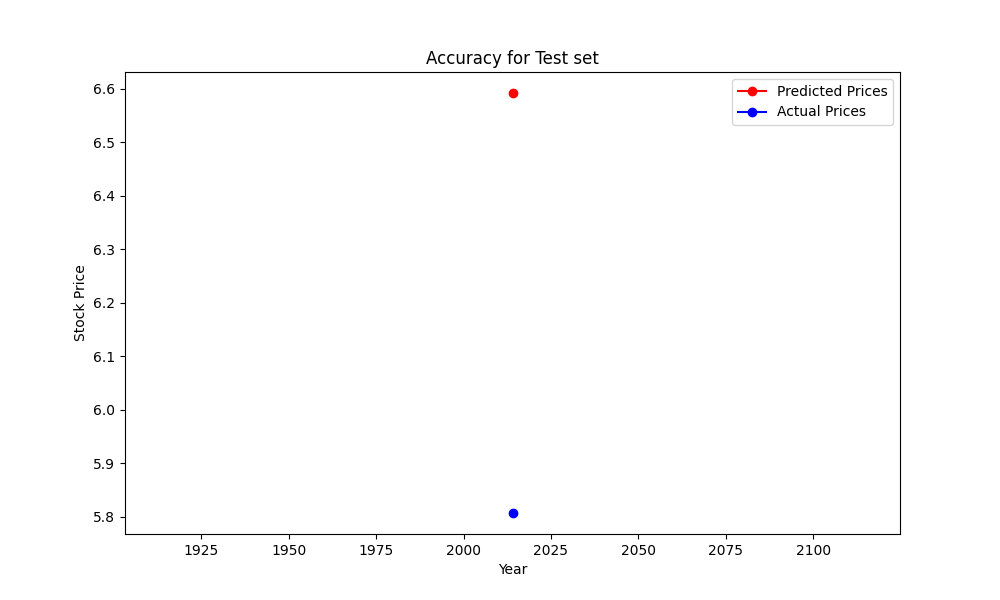 Accuracy for Test set
Predicted Prices
Actual Prices
6.6
6.5
6.4
6.3
6.2
6.1
6.0
5.9
5.8
Stock Price
1925 1950 1975 2000 2025 2050 2075 2100
Year